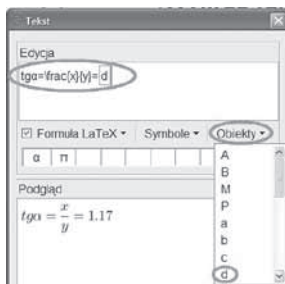 Tekst
Edycja
tgα=\frac{x}{y}= d
Formuła LaTeX
Symbole
Obiekty
α π
A
B
M
P
a
b
c
d
Podgląd
tgα = x/y = 1.17